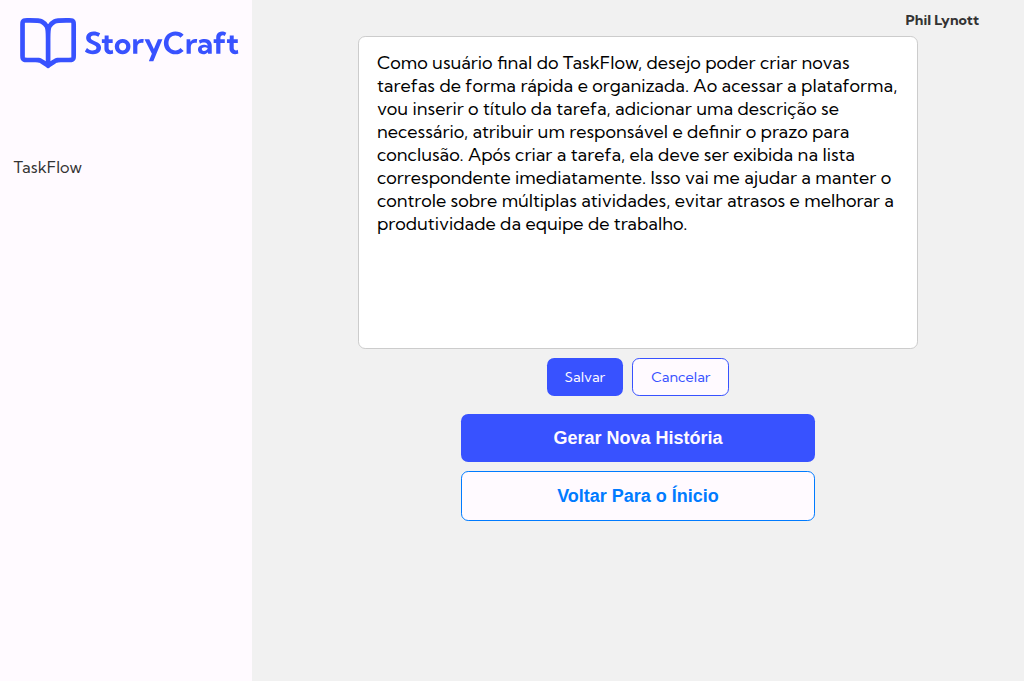 StoryCraft
Phil Lynott
TaskFlow
Como usuário final do TaskFlow, desejo poder criar novas
tarefas de forma rápida e organizada. Ao acessar a plataforma,
vou inserir o título da tarefa, adicionar uma descrição se
necessário, atribuir um responsável e definir o prazo para
conclusão. Após criar a tarefa, ela deve ser exibida na lista
correspondente imediatamente. Isso vai me ajudar a manter o
controle sobre múltiplas atividades, evitar atrasos e melhorar a
produtividade da equipe de trabalho.
Salvar
Cancelar
Gerar Nova História
Voltar Para o Ínicio